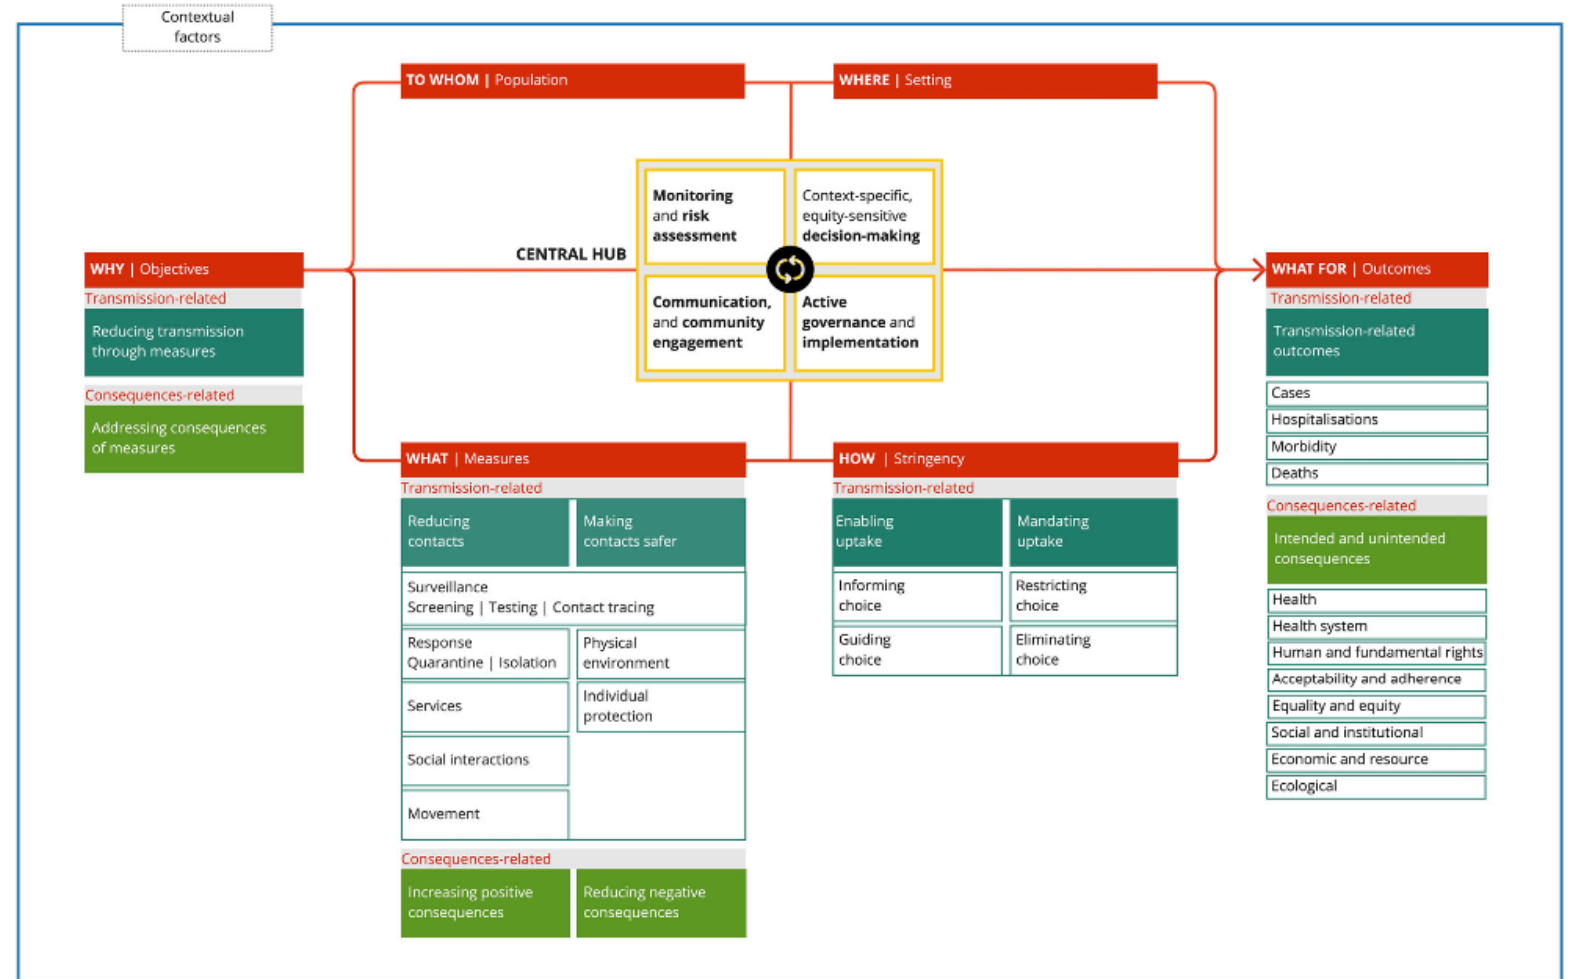 Contextual
factors
TO WHOM | Population
WHERE | Setting
Monitoring
and risk
assessment
Context-specific,
equity-sensitive
decision-making
CENTRAL HUB
Communication,
and community
engagement
Active
governance and
implementation
WHY | Objectives
Transmission-related
Reducing transmission
through measures
Consequences-related
Addressing consequences
of measures
WHAT | Measures
Transmission-related
Reducing
contacts
Making
contacts safer
Surveillance
Screening | Testing | Contact tracing
Response
Quarantine | Isolation
Physical
environment
Services
Individual
protection
Social interactions
Movement
Consequences-related
Increasing positive
consequences
Reducing negative
consequences
HOW | Stringency
Transmission-related
Enabling
uptake
Mandating
uptake
Informing
choice
Restricting
choice
Guiding
choice
Eliminating
choice
WHAT FOR | Outcomes
Transmission-related
Transmission-related
outcomes
Cases
Hospitalisations
Morbidity
Deaths
Consequences-related
Intended and unintended
consequences
Health
Health system
Human and fundamental rights
Acceptability and adherence
Equality and equity
Social and institutional
Economic and resource
Ecological